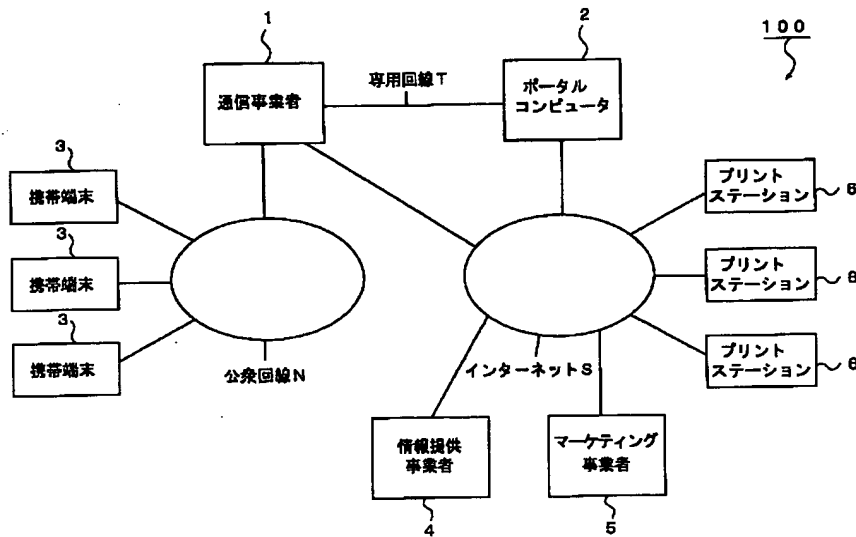 1
2
100
通信事業者
専用回線T
ポータル
コンピュータ
3
携帯端末
3
携帯端末
3
携帯端末
プリント
ステーション
6
プリント
ステーション
6
プリント
ステーション
6
公衆回線N
インターネットS
情報提供
事業者
マーケティング
事業者
4
5